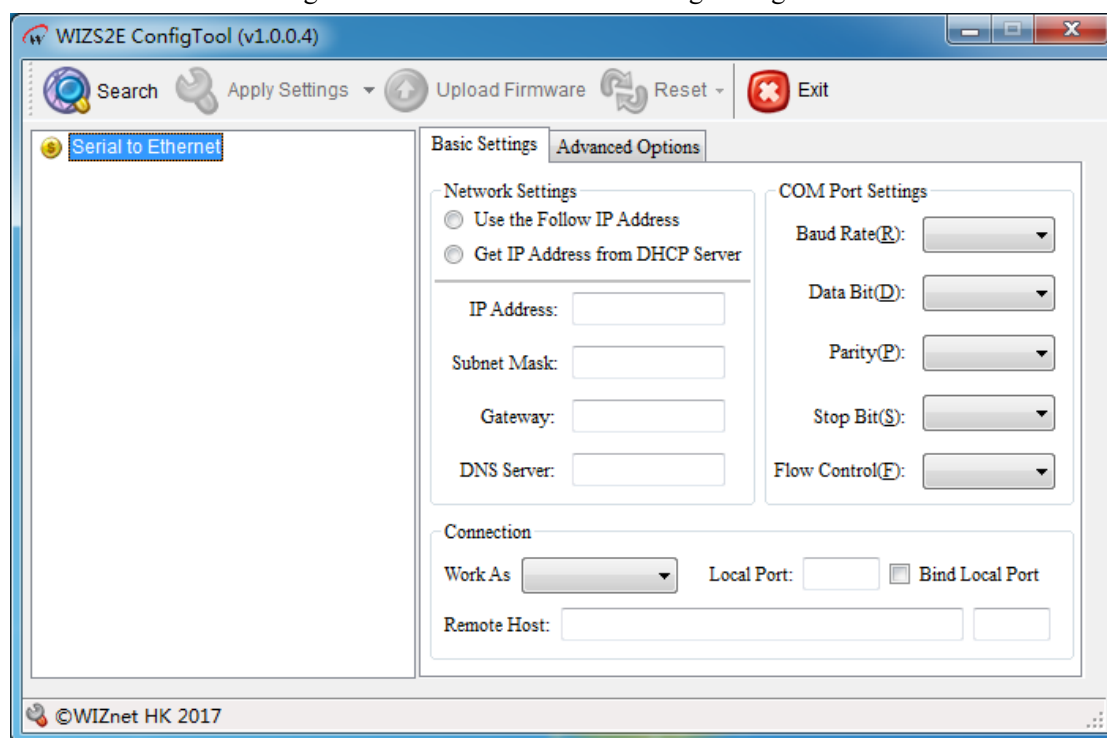 WIZS2E ConfigTool (v1.0.0.4)
Search Apply Settings Upload Firmware Reset Exit
Serial to Ethernet
Basic Settings Advanced Options
Network Settings
Use the Follow IP Address
Get IP Address from DHCP Server
IP Address:
Subnet Mask:
Gateway:
DNS Server:
COM Port Settings
Baud Rate(R):
Data Bit(D):
Parity(P):
Stop Bit(S):
Flow Control(F):
Connection
Work As Local Port: Bind Local Port
Remote Host:
©WIZnet HK 2017